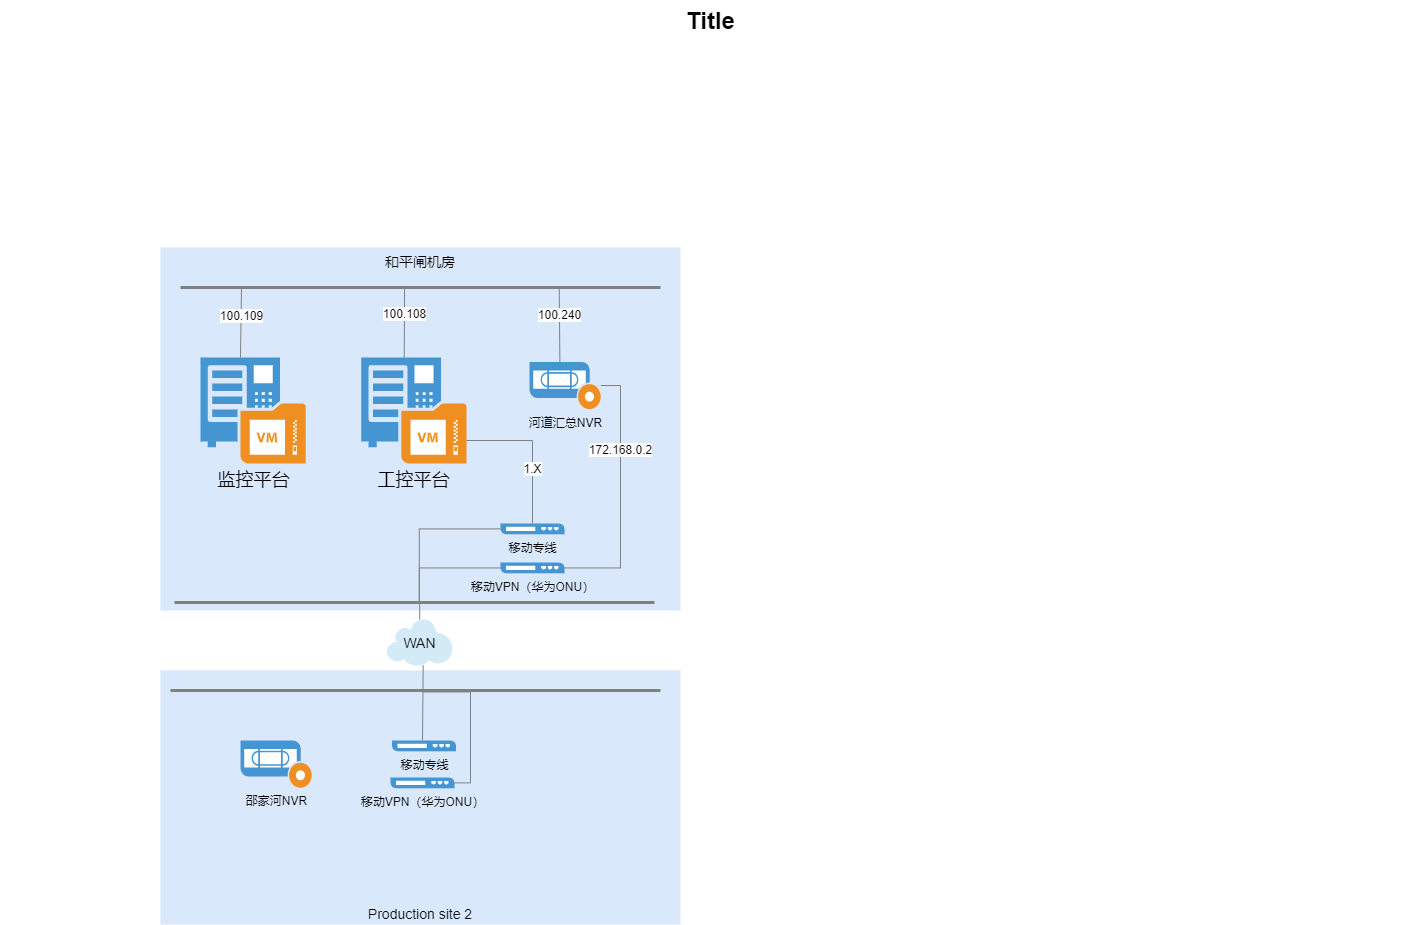 Title
和平闸机房
100.109
100.108
100.240
VM
VM
河道汇总NVR
172.168.0.2
1.X
监控平台
工控平台
移动专线
移动VPN（华为ONU）
WAN
移动专线
邵家河NVR
移动VPN（华为ONU）
Production site 2